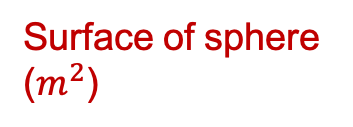 Surface of sphere
(m²)